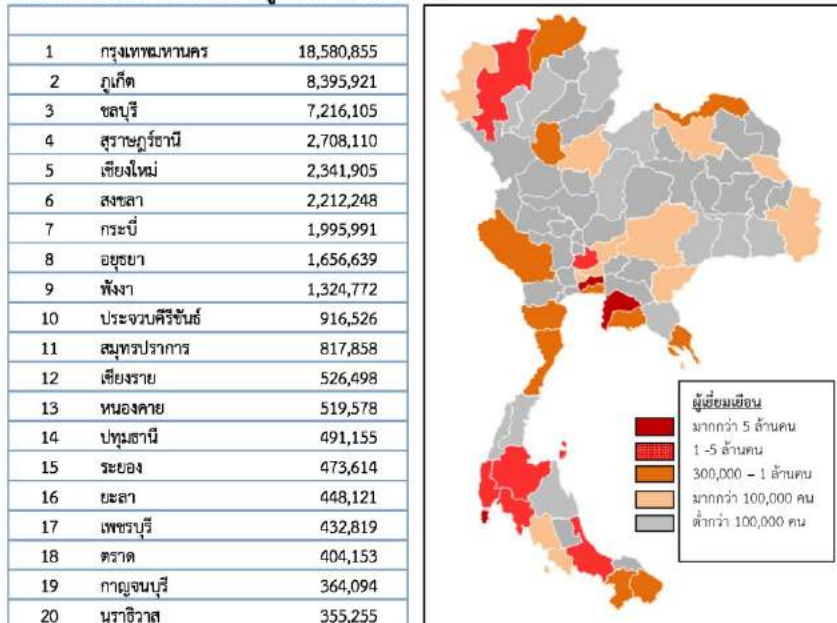 1 กรุงเทพมหานคร 18,580,855
2 ภูเก็ต 8,395,921
3 ชลบุรี 7,216,105
4 สุราษฎร์ธานี 2,708,110
5 เชียงใหม่ 2,341,905
6 สงขลา 2,212,248
7 กระบี่ 1,995,991
8 อยุธยา 1,656,639
9 พังงา 1,324,772
10 ประจวบคีรีขันธ์ 916,526
11 สมุทรปราการ 817,858
12 เชียงราย 526,498
13 หนองคาย 519,578
14 ปทุมธานี 491,155
15 ระยอง 473,614
16 ยะลา 448,121
17 เพชรบุรี 432,819
18 ตราด 404,153
19 กาญจนบุรี 364,094
20 นราธิวาส 355,255
ผู้เยี่ยมเยือน
มากกว่า 5 ล้านคน
1 -5 ล้านคน
300,000 – 1 ล้านคน
มากกว่า 100,000 คน
ต่ำกว่า 100,000 คน